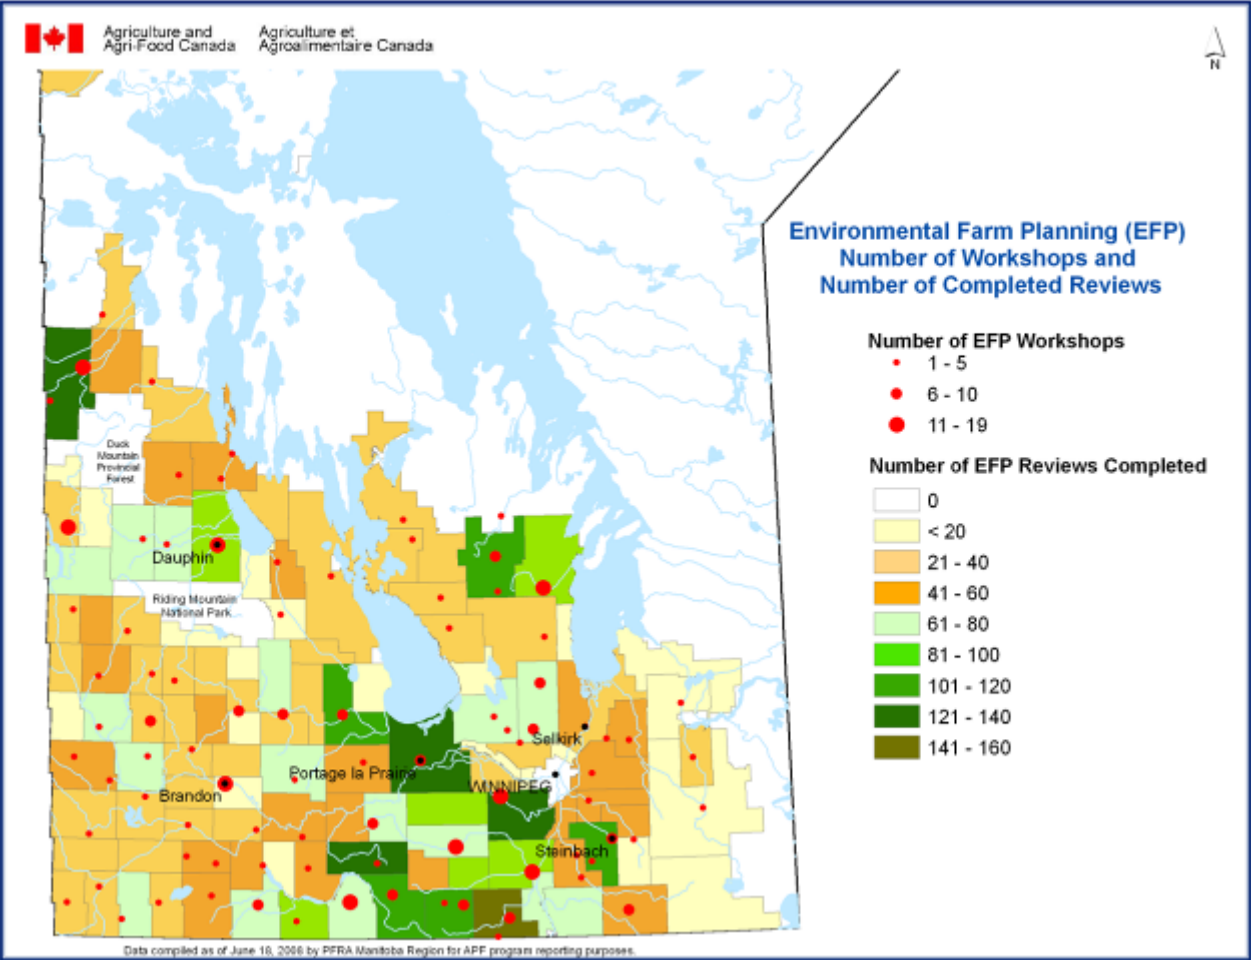 Agriculture and
Agri-Food Canada
Agriculture et
Agroalimentaire Canada
N
Environmental Farm Planning (EFP)
Number of Workshops and
Number of Completed Reviews
Number of EFP Workshops
1 - 5
6 - 10
11 - 19
Number of EFP Reviews Completed
0
< 20
21 - 40
41 - 60
61 - 80
81 - 100
101 - 120
121 - 140
141 - 160
Duck
Mountain
Provincial
Forest
Dauphin
Riding Mountain
National Park
Selkirk
Portage la Prairie
WINNIPEG
Brandon
Steinbach
Data compiled as of June 18, 2006 by PFRA Manitoba Region for APF program reporting purposes.